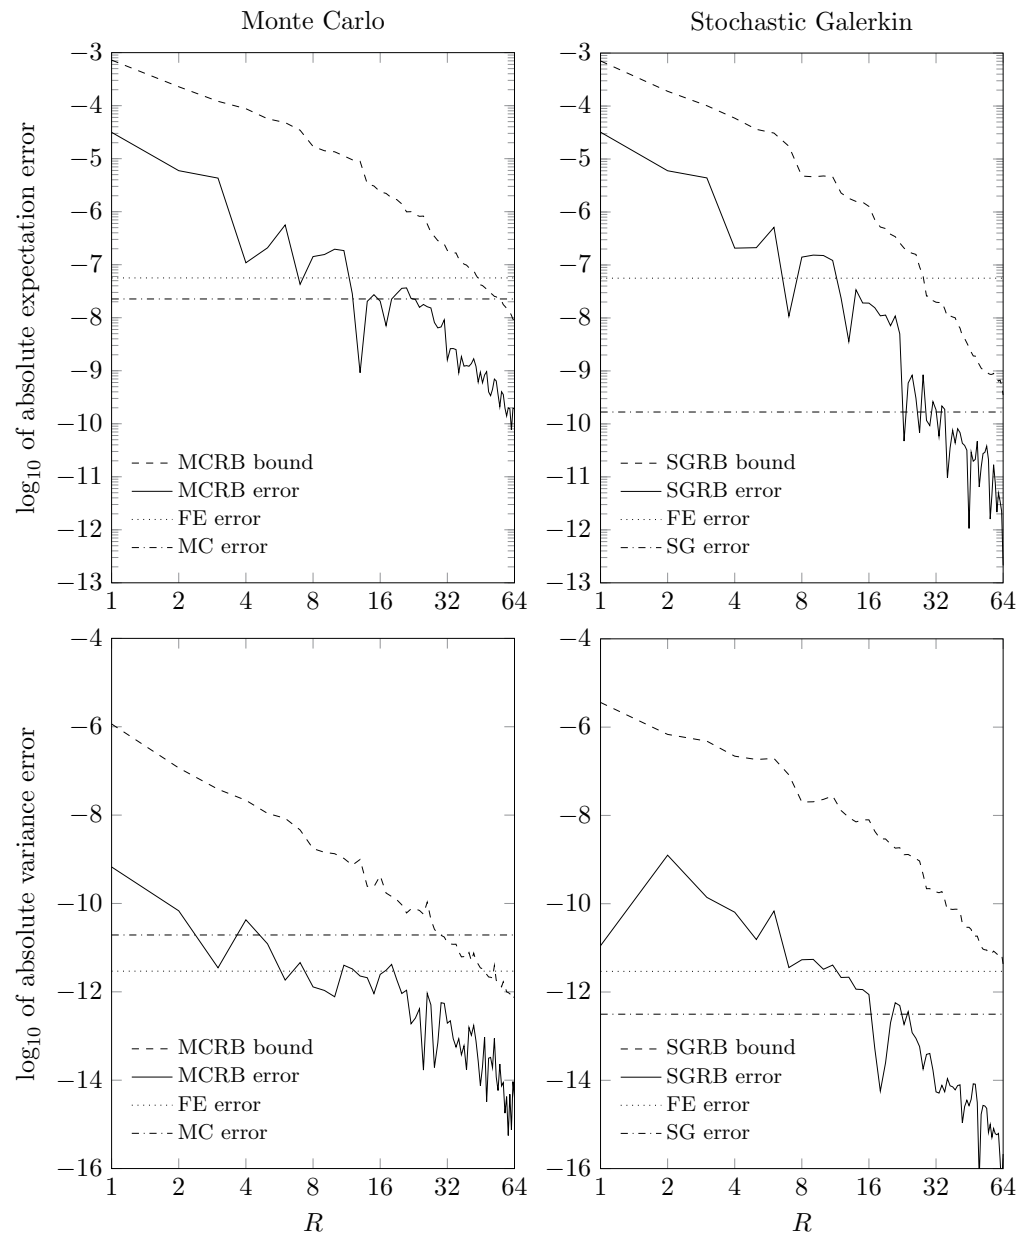 Monte Carlo
Stochastic Galerkin
log10 of absolute expectation error
−3
−4
−5
−6
−7
−8
−9
−10
−11
−12
−13
MCRB bound
MCRB error
FE error
MC error
1 2 4 8 16 32 64
−3
−4
−5
−6
−7
−8
−9
−10
−11
−12
−13
SGRB bound
SGRB error
FE error
SG error
1 2 4 8 16 32 64
log10 of absolute variance error
−4
−6
−8
−10
−12
−14
−16
MCRB bound
MCRB error
FE error
MC error
1 2 4 8 16 32 64
R
−4
−6
−8
−10
−12
−14
−16
SGRB bound
SGRB error
FE error
SG error
1 2 4 8 16 32 64
R